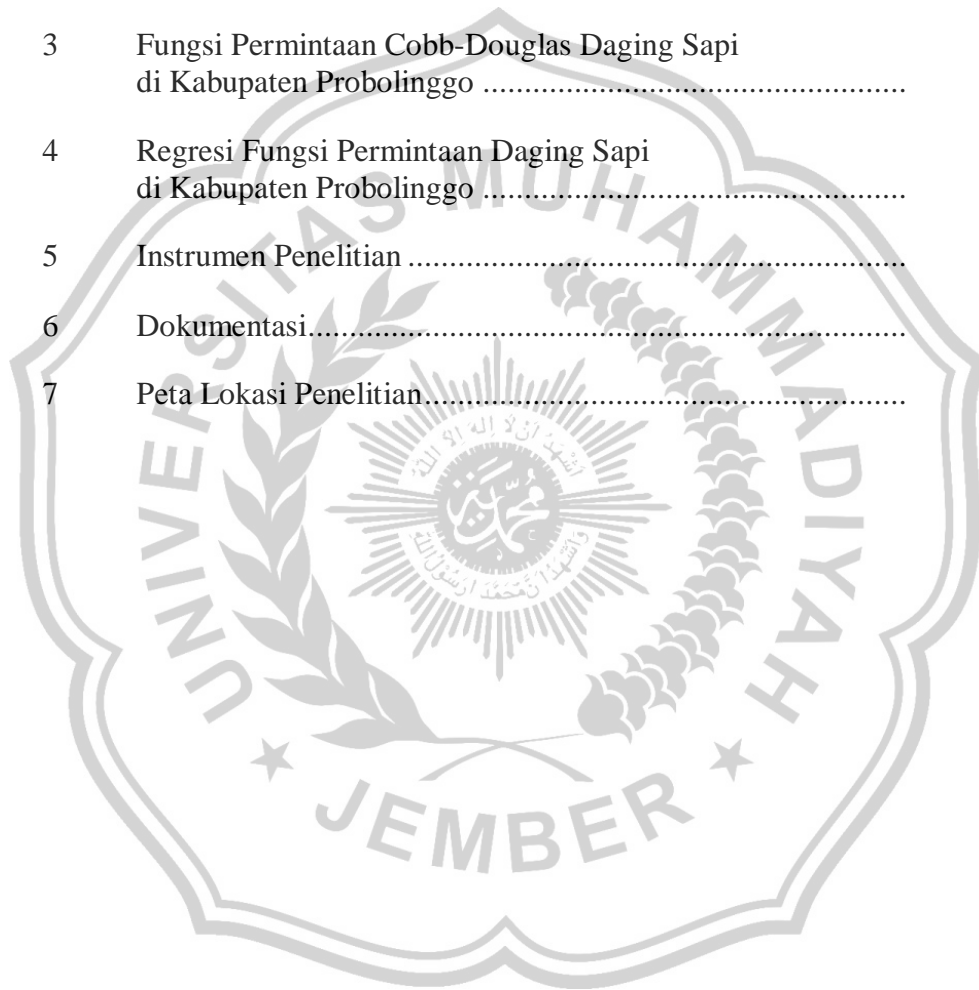 3 Fungsi Permintaan Cobb-Douglas Daging Sapi
di Kabupaten Probolinggo ...................................................
4 Regresi Fungsi Permintaan Daging Sapi
di Kabupaten Probolinggo ...................................................
5 Instrumen Penelitian ............................................................
6 Dokumentasi........................................................................
7 Peta Lokasi Penelitian..........................................................
UNIVERSITAS MUHAMMADIYAH
JEMBER